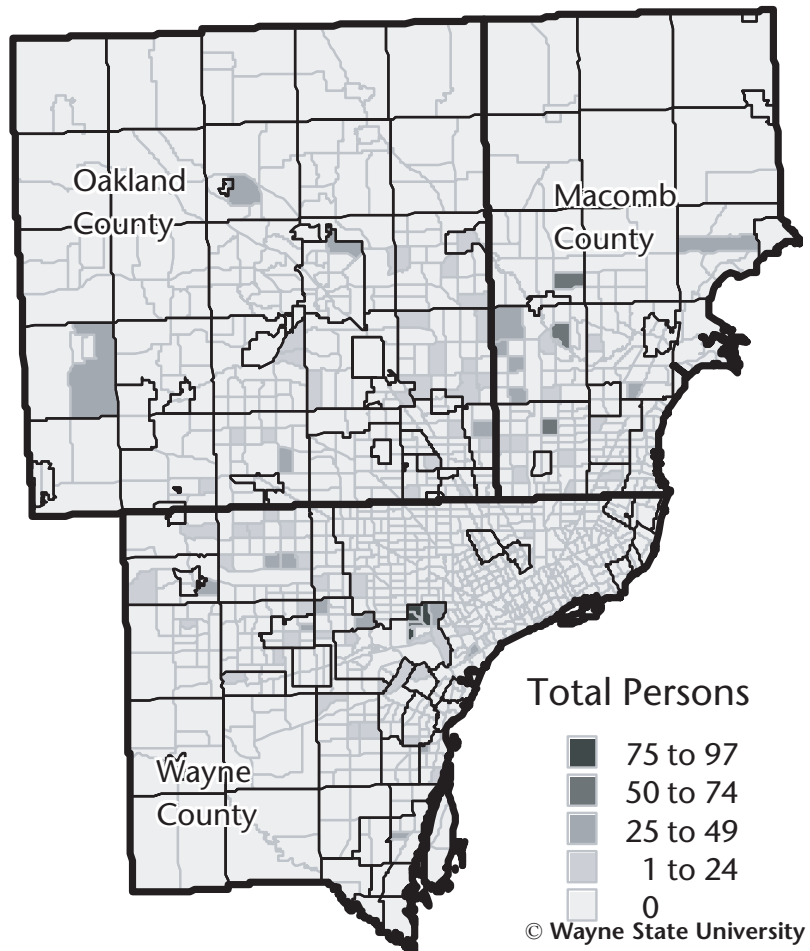 Oakland
County
Macomb
County
Wayne
County
Total Persons
75 to 97
50 to 74
25 to 49
1 to 24
0
© Wayne State University